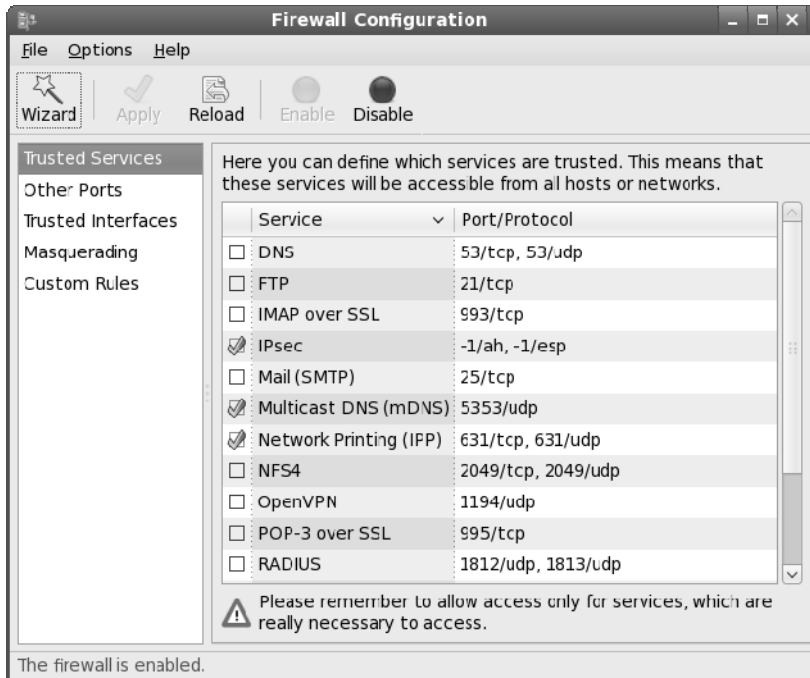 Firewall Configuration
File Options Help
Wizard Apply Reload Enable Disable
Trusted Services
Other Ports
Trusted Interfaces
Masquerading
Custom Rules
Here you can define which services are trusted. This means that
these services will be accessible from all hosts or networks.
Service Port/Protocol
DNS 53/tcp, 53/udp
FTP 21/tcp
IMAP over SSL 993/tcp
IPsec -1/ah, -1/esp
Mail (SMTP) 25/tcp
Multicast DNS (mDNS) 5353/udp
Network Printing (IPP) 631/tcp, 631/udp
NFS4 2049/tcp, 2049/udp
OpenVPN 1194/udp
POP-3 over SSL 995/tcp
RADIUS 1812/udp, 1813/udp
Please remember to allow access only for services, which are
really necessary to access.
The firewall is enabled.